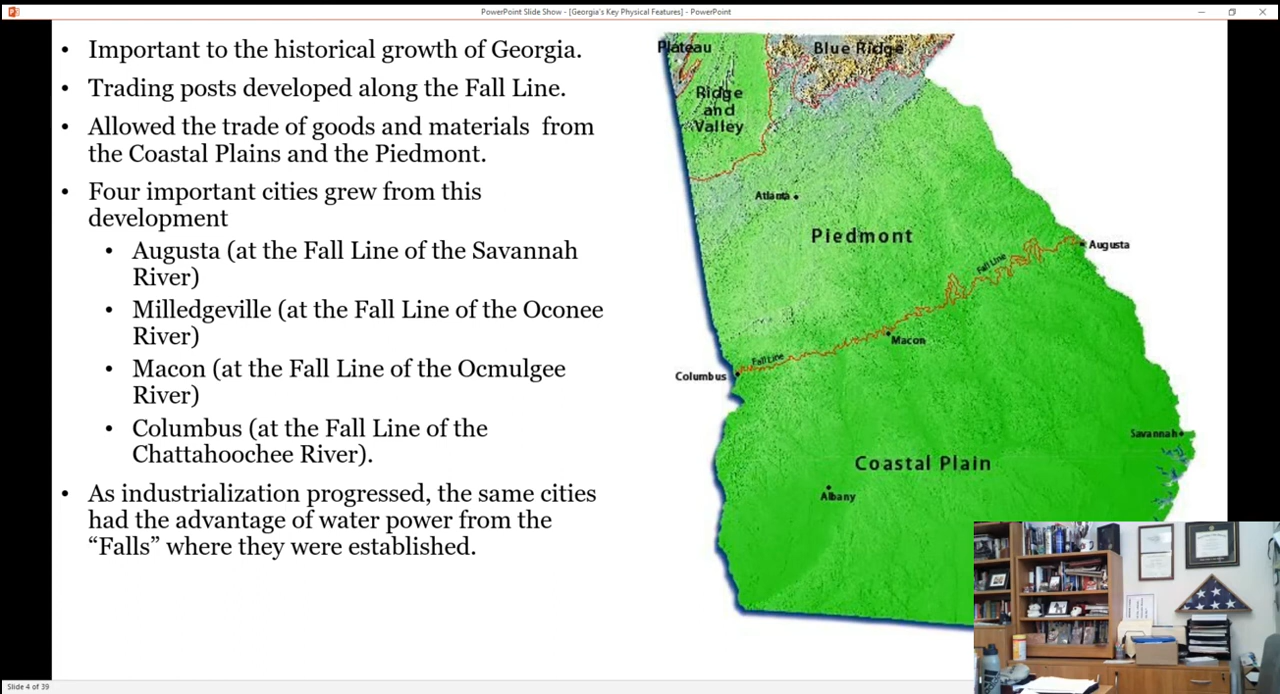 PowerPoint Slide Show - [Georgia's Key Physical Features] - PowerPoint
• Important to the historical growth of Georgia.
• Trading posts developed along the Fall Line.
• Allowed the trade of goods and materials from
the Coastal Plains and the Piedmont.
• Four important cities grew from this
development
• Augusta (at the Fall Line of the Savannah
River)
• Milledgeville (at the Fall Line of the Oconee
River)
• Macon (at the Fall Line of the Ocmulgee
River)
• Columbus (at the Fall Line of the
Chattahoochee River).
• As industrialization progressed, the same cities
had the advantage of water power from the
“Falls” where they were established.
Plateau
Blue Ridge
Ridge
and
Valley
Atlanta
Piedmont
Augusta
Fall Line
Macon
Fall Line
Columbus
Savannah
Coastal Plain
Albany
Slide 4 of 39